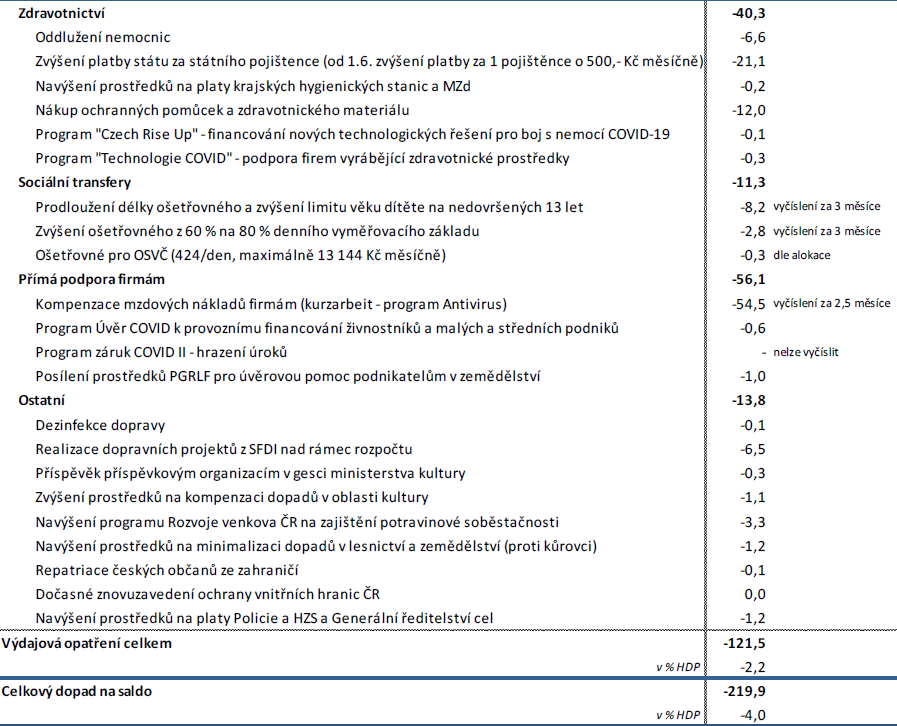 Zdravotnictví -40,3
Oddlužení nemocnic -6,6
Zvýšení platby státu za státního pojištence (od 1.6. zvýšení platby za 1 pojištěnce o 500,- Kč měsíčně) -21,1
Navýšení prostředků na platy krajských hygienických stanic a MZd -0,2
Nákup ochranných pomůcek a zdravotnického materiálu -12,0
Program "Czech Rise Up" - financování nových technologických řešení pro boj s nemocí COVID-19 -0,1
Program "Technologie COVID" - podpora firem vyrábějící zdravotnické prostředky -0,3
Sociální transfery -11,3
Prodloužení délky ošetřovného a zvýšení limitu věku dítěte na nedovršených 13 let -8,2 vyčíslení za 3 měsíce
Zvýšení ošetřovného z 60 % na 80 % denního vyměřovacího základu -2,8 vyčíslení za 3 měsíce
Ošetřovné pro OSVČ (424/den, maximálně 13 144 Kč měsíčně) -0,3 dle alokace
Přímá podpora firmám -56,1
Kompenzace mzdových nákladů firmám (kurzarbeit - program Antivirus) -54,5 vyčíslení za 2,5 měsíce
Program Úvěr COVID k provoznímu financování živnostníků a malých a středních podniků -0,6
Program záruk COVID II - hrazení úroků - nelze vyčíslit
Posílení prostředků PGRLF pro úvěrovou pomoc podnikatelům v zemědělství -1,0
Ostatní -13,8
Dezinfekce dopravy -0,1
Realizace dopravních projektů z SFDI nad rámec rozpočtu -6,5
Příspěvěk příspěvkovým organizacím v gesci ministerstva kultury -0,3
Zvýšení prostředků na kompenzaci dopadů v oblasti kultury -1,1
Navýšení programu Rozvoje venkova ČR na zajištění potravinové soběstačnosti -3,3
Navýšení prostředků na minimalizaci dopadů v lesnictví a zemědělství (proti kůrovci) -1,2
Repatriace českých občanů ze zahraničí -0,1
Dočasné znovuzavedení ochrany vnitřních hranic ČR 0,0
Navýšení prostředků na platy Policie a HZS a Generální ředitelství cel -1,2
Výdajová opatření celkem -121,5
v % HDP -2,2
Celkový dopad na saldo -219,9
v % HDP -4,0